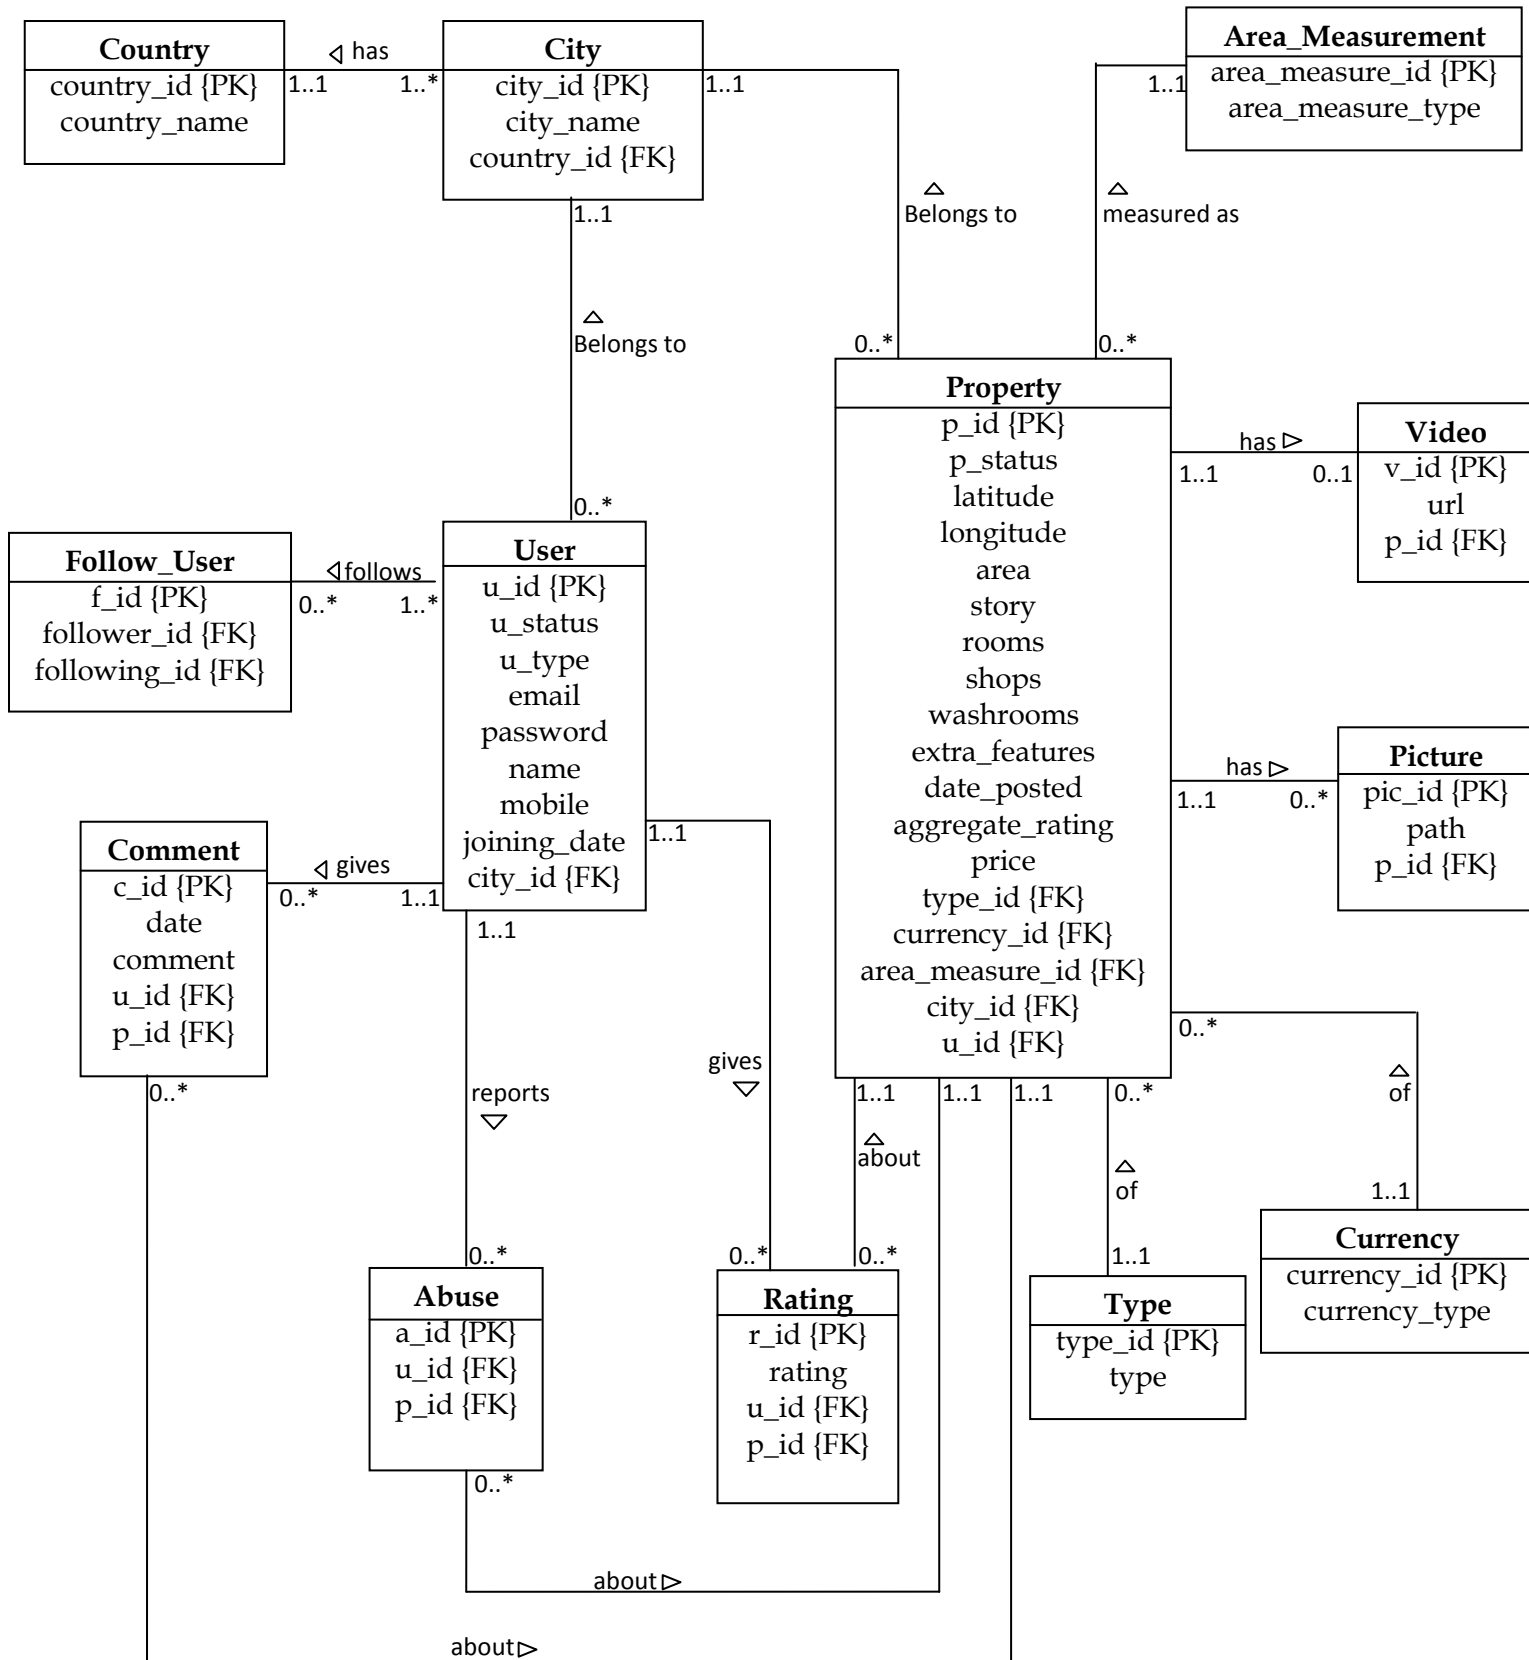 Country
country_id {PK}
country_name
has
1..1
1..*
City
city_id {PK}
city_name
country_id {FK}
1..1
1..1
Area_Measurement
area_measure_id {PK}
area_measure_type
1..1
Belongs to
measured as
Belongs to
0..*
0..*
0..*
Property
p_id {PK}
p_status
latitude
longitude
area
story
rooms
shops
washrooms
extra_features
date_posted
aggregate_rating
price
type_id {FK}
currency_id {FK}
area_measure_id {FK}
city_id {FK}
u_id {FK}
has
1..1
0..1
Video
v_id {PK}
url
p_id {FK}
Follow_User
f_id {PK}
follower_id {FK}
following_id {FK}
follows
0..*
1..*
User
u_id {PK}
u_status
u_type
email
password
name
mobile
joining_date
city_id {FK}
has
1..1
0..*
Picture
pic_id {PK}
path
p_id {FK}
Comment
c_id {PK}
date
comment
u_id {FK}
p_id {FK}
gives
0..*
1..1
1..1
1..1
0..*
reports
gives
1..1
1..1
1..1
0..*
0..*
about
of
of
1..1
0..*
0..*
0..*
1..1
Abuse
a_id {PK}
u_id {FK}
p_id {FK}
0..*
Rating
r_id {PK}
rating
u_id {FK}
p_id {FK}
Type
type_id {PK}
type
Currency
currency_id {PK}
currency_type
about
about